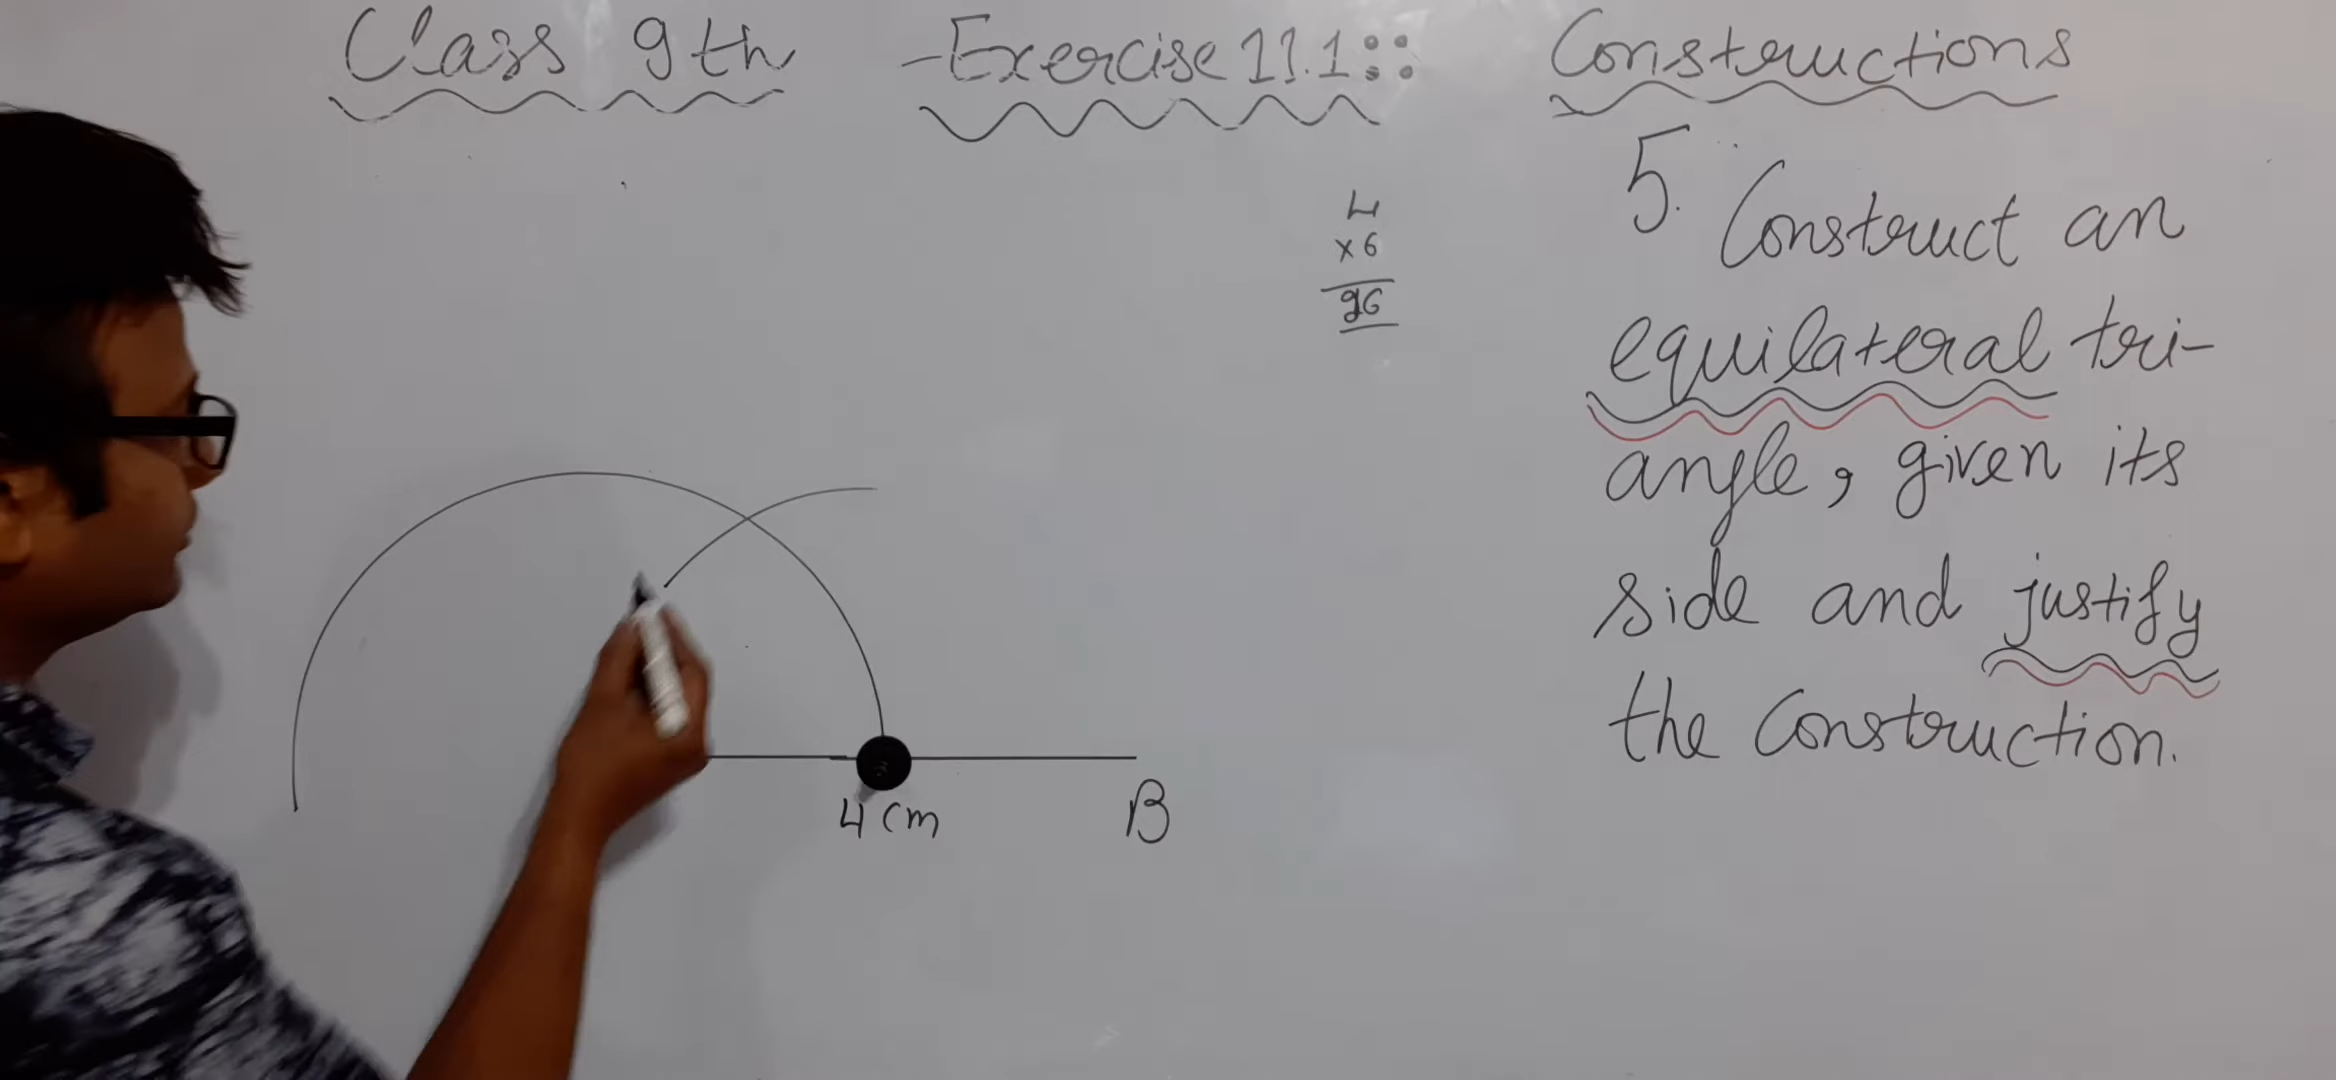 Class 9th - Exercise 11.1 :: Constructions
5. Construct an
equilateral tri-
angle, given its
side and justify
the Construction.
4
x6
96
4 cm
B